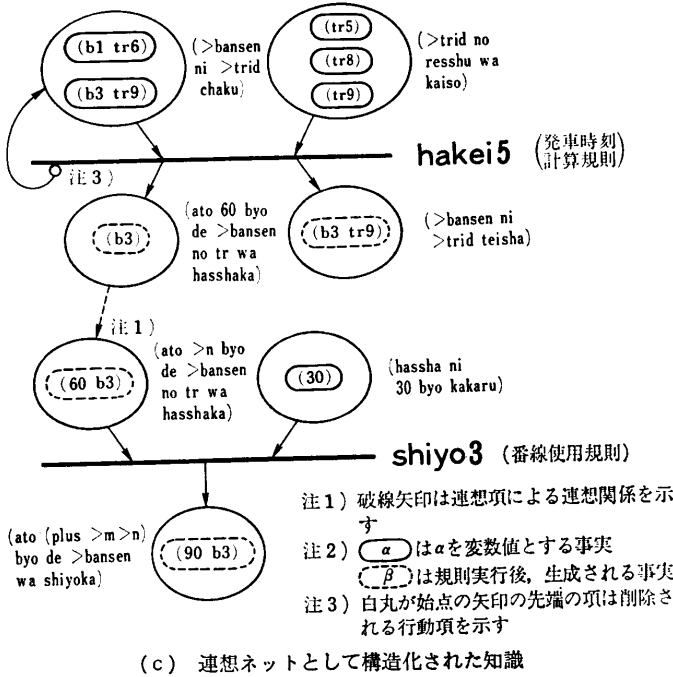 (b1 tr6)
(b3 tr9)
(>bansen
ni >trid
chaku)
(tr5)
(tr8)
(tr9)
(>trid no
resshu wa
kaiso)
注3)
hakei5
(発車時刻
計算規則)
(b3)
(ato 60 byo
de >bansen
no tr wa
hasshaka)
(b3 tr9)
(>bansen ni
>trid teisha)
注1)
(60 b3)
(ato >n byo
de >bansen
no tr wa
hasshaka)
(30)
(hassha ni
30 byo kakaru)
shiyo3 (番線使用規則)
(ato (plus >m>n)
byo de >bansen
wa shiyoka)
(90 b3)
注1) 破線矢印は連想項による連想関係を示
す
注2) (α)はαを変数値とする事実
(β)は規則実行後,生成される事実
注3) 白丸が始点の矢印の先端の項は削除さ
れる行動項を示す
(c) 連想ネットとして構造化された知識